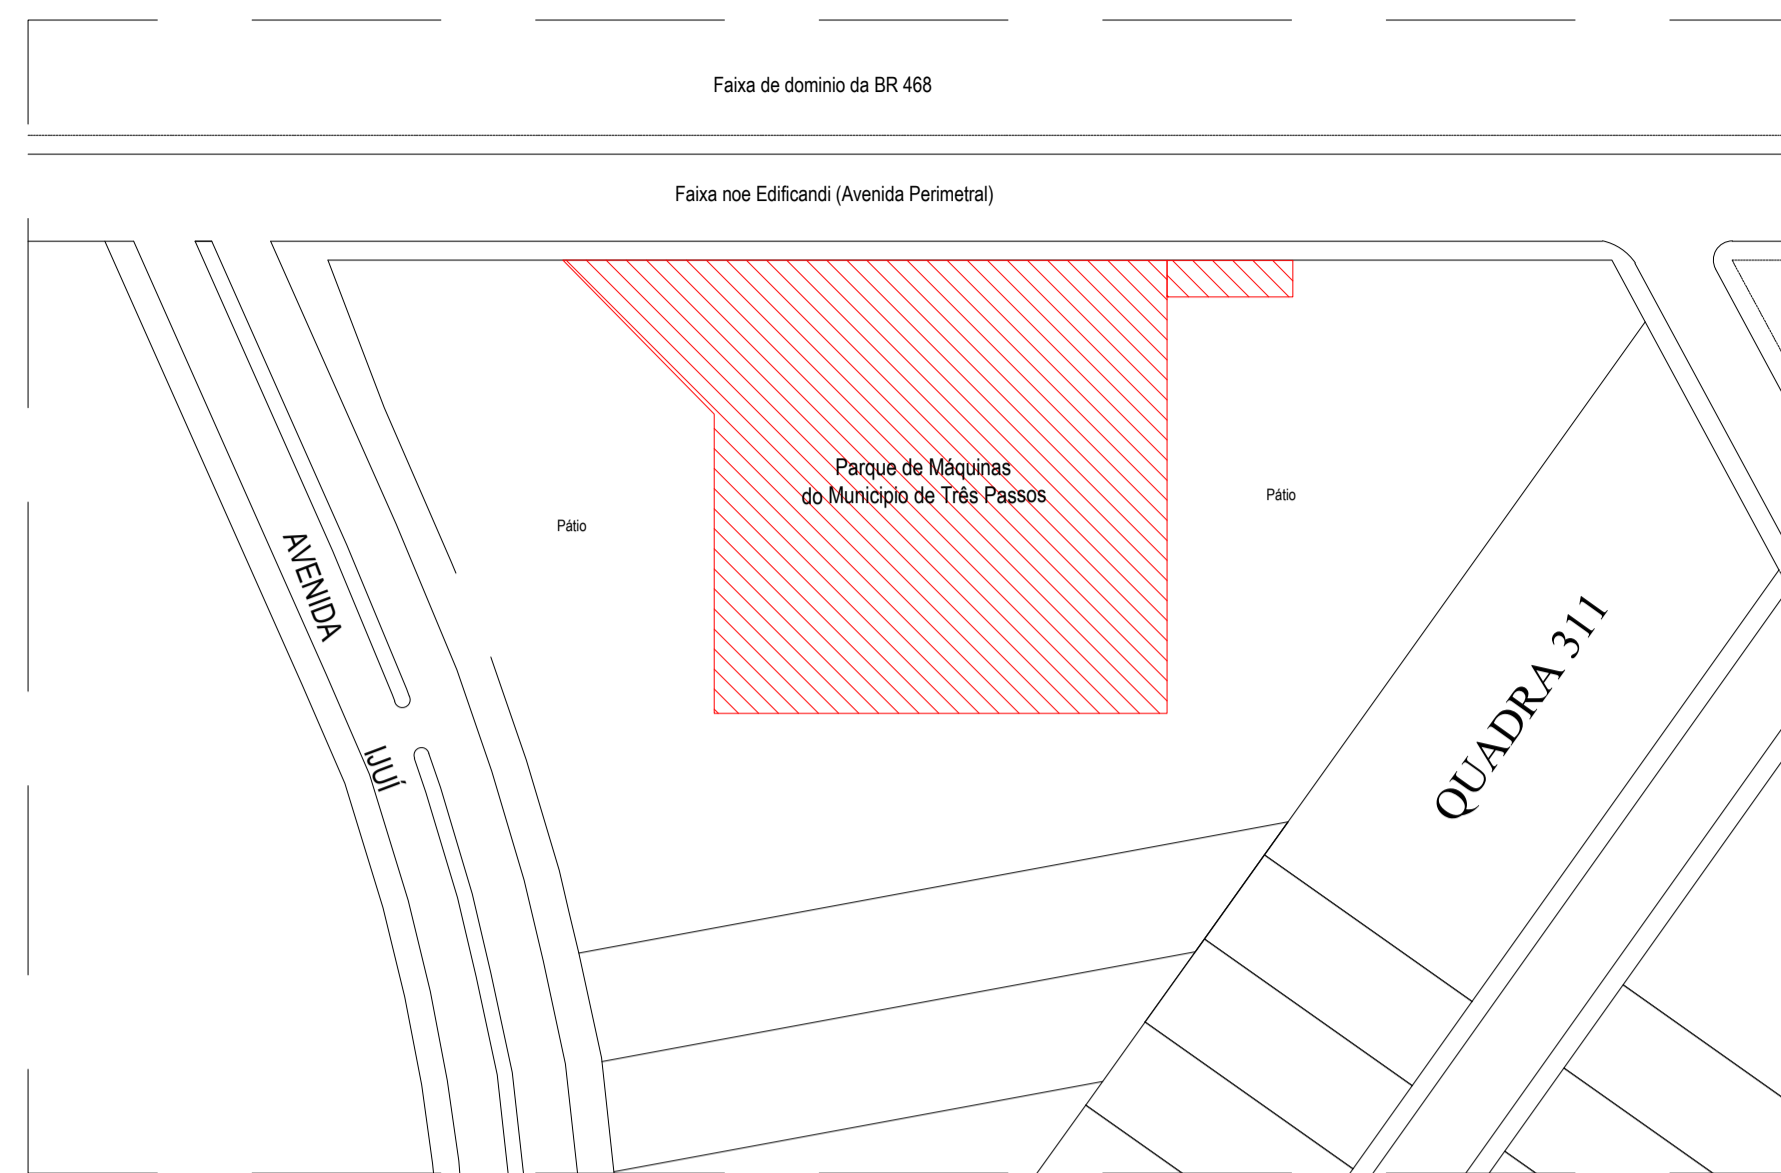 Faixa de dominio da BR 468
Faixa noe Edificandi (Avenida Perimetral)
Parque de Máquinas
do Municipio de Três Passos
Pátio
Pátio
AVENIDA
IJUÍ
QUADRA 311